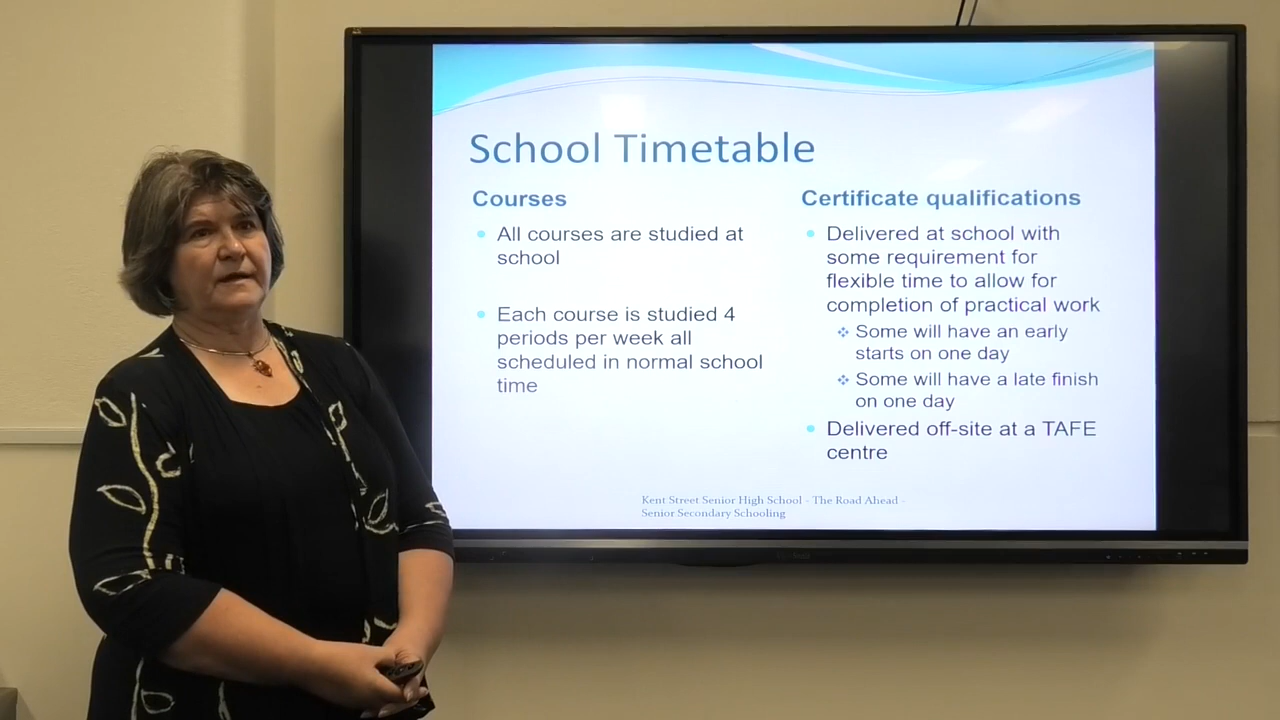 School Timetable
Courses
All courses are studied at
school
Each course is studied 4
periods per week all
scheduled in normal school
time
Certificate qualifications
Delivered at school with
some requirement for
flexible time to allow for
completion of practical work
Some will have an early
starts on one day
Some will have a late finish
on one day
Delivered off-site at a TAFE
centre
Kent Street Senior High School - The Road Ahead -
Senior Secondary Schooling